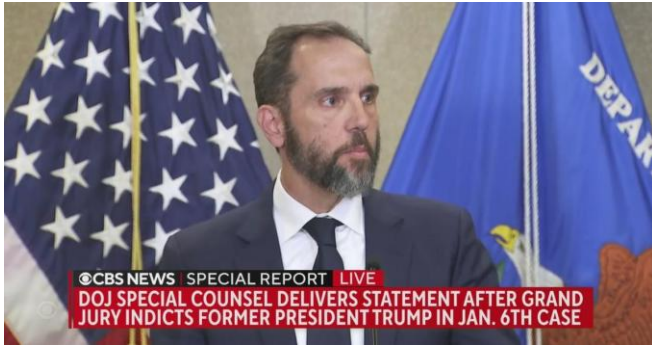 DEPAR
CBS NEWS SPECIAL REPORT LIVE
DOJ SPECIAL COUNSEL DELIVERS STATEMENT AFTER GRAND
JURY INDICTS FORMER PRESIDENT TRUMP IN JAN. 6TH CASE